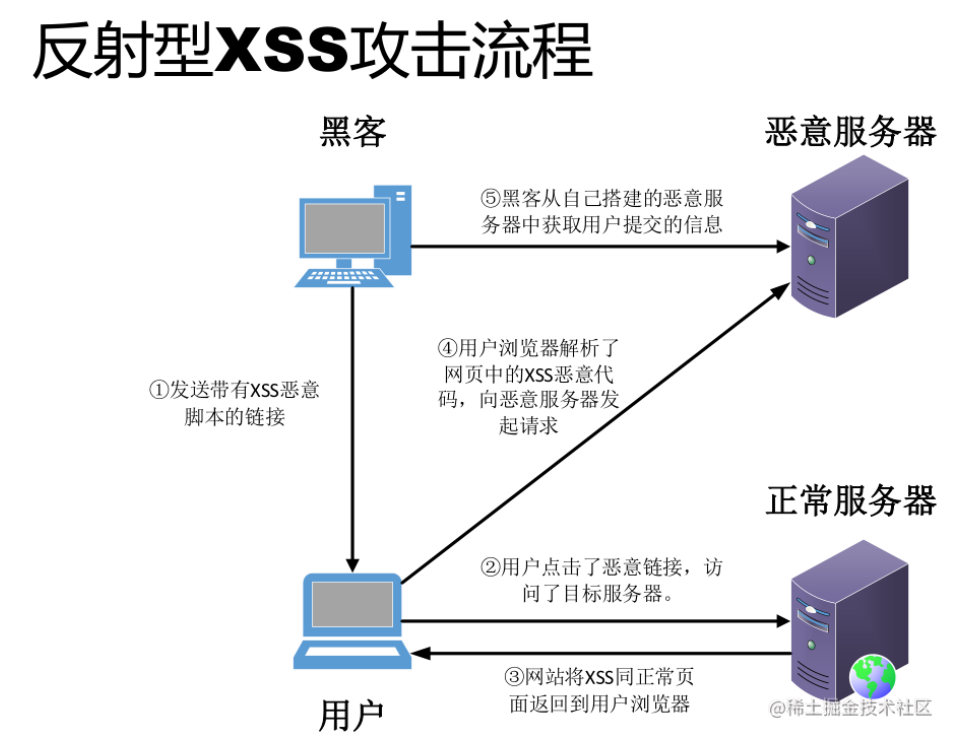 反射型XSS攻击流程
黑客
恶意服务器
⑤黑客从自己搭建的恶意服
务器中获取用户提交的信息
④用户浏览器解析了
网页中的XSS恶意代
码，向恶意服务器发
起请求
①发送带有XSS恶意
脚本的链接
正常服务器
②用户点击了恶意链接，访
问了目标服务器。
③网站将XSS同正常页
面返回到用户浏览器
用户
@稀土掘金技术社区